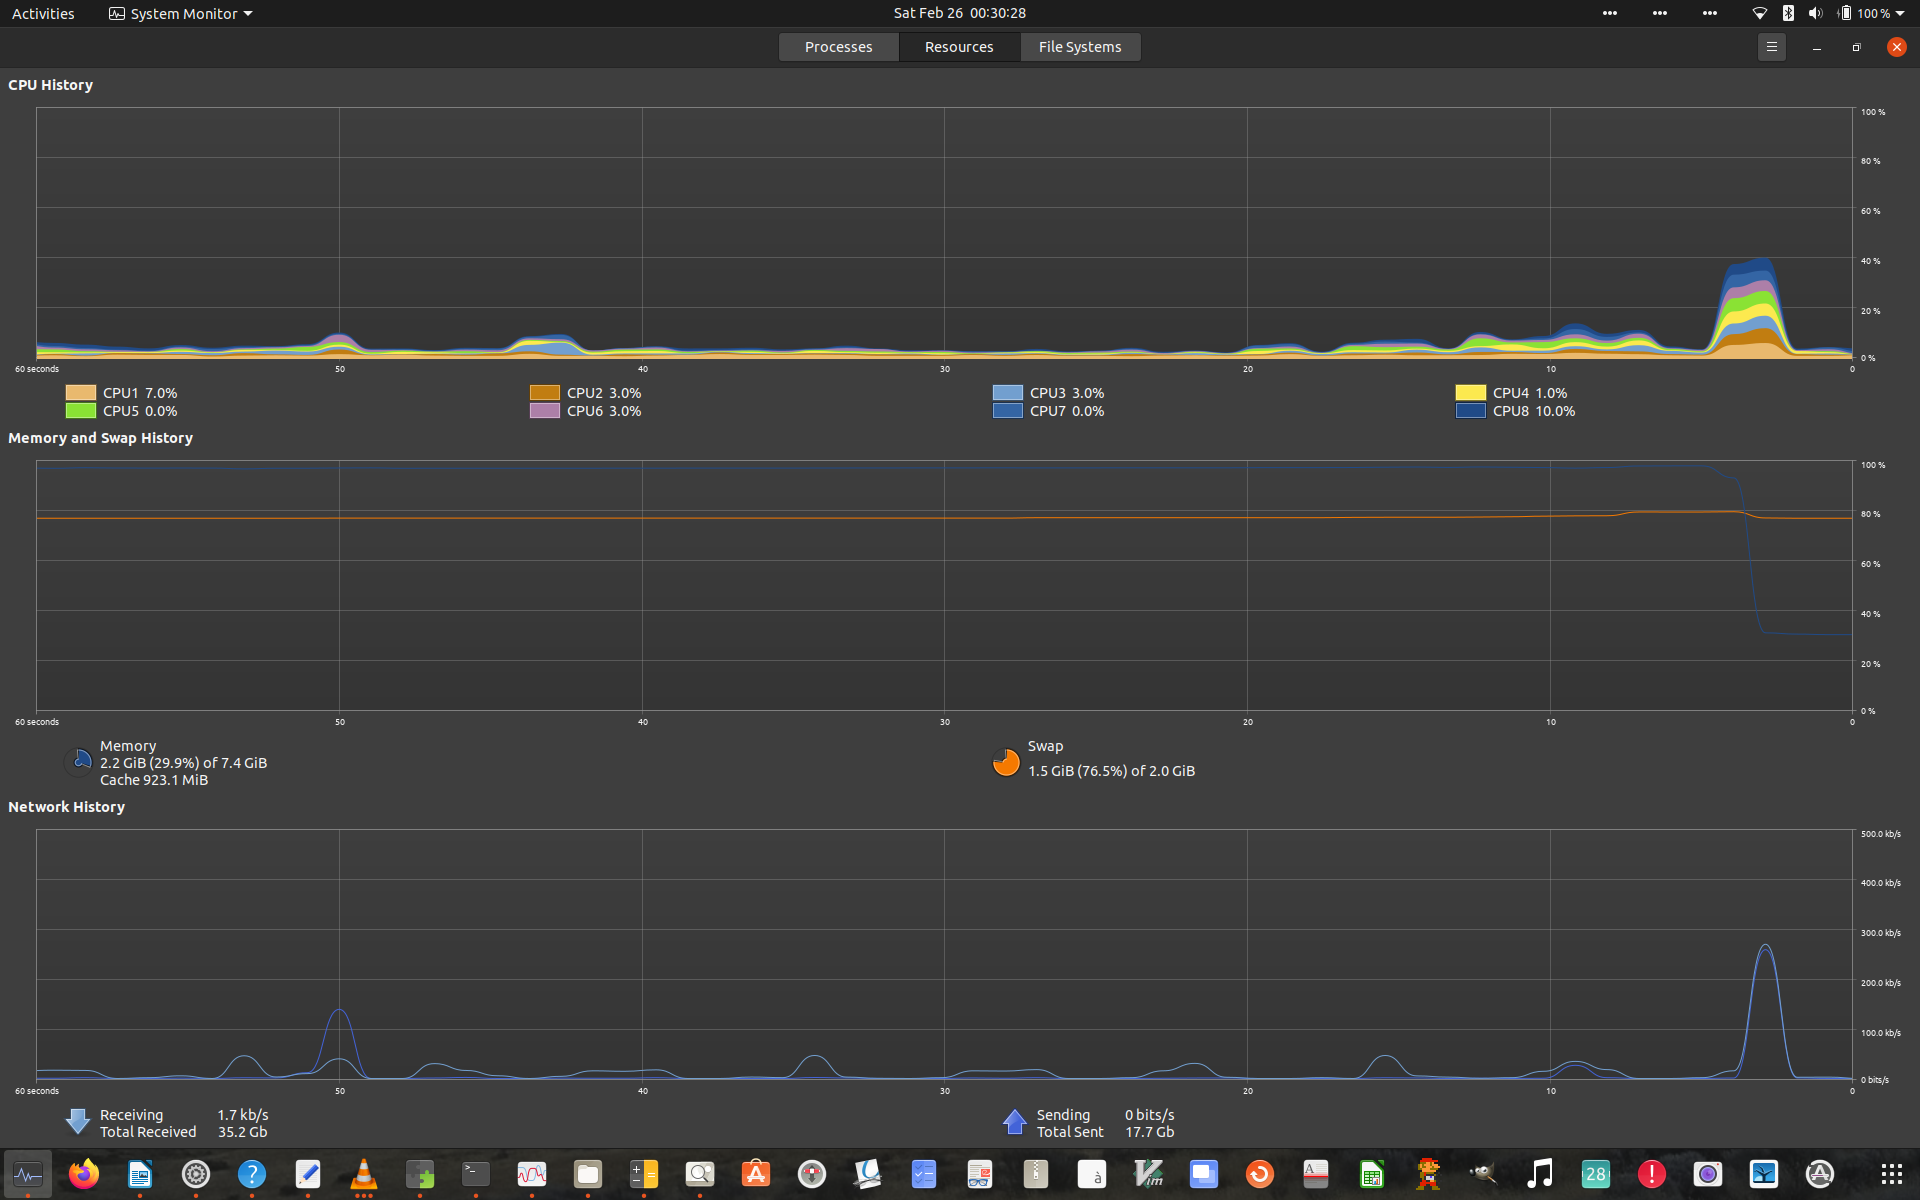 Activities System Monitor Sat Feb 26 00:30:28 100 %
Processes Resources File Systems
CPU History
100 %
80 %
60 %
40 %
20 %
0 %
60 seconds 50 40 30 20 10 0
CPU1 7.0% CPU2 3.0% CPU3 3.0% CPU4 1.0%
CPU5 0.0% CPU6 3.0% CPU7 0.0% CPU8 10.0%
Memory and Swap History
100 %
80 %
60 %
40 %
20 %
0 %
60 seconds 50 40 30 20 10 0
Memory
2.2 GiB (29.9%) of 7.4 GiB
Cache 923.1 MiB
Swap
1.5 GiB (76.5%) of 2.0 GiB
Network History
500.0 kb/s
400.0 kb/s
300.0 kb/s
200.0 kb/s
100.0 kb/s
0 bits/s
60 seconds 50 40 30 20 10 0
Receiving 1.7 kb/s Sending 0 bits/s
Total Received 35.2 Gb Total Sent 17.7 Gb
? >_ A à Vim A 28 !